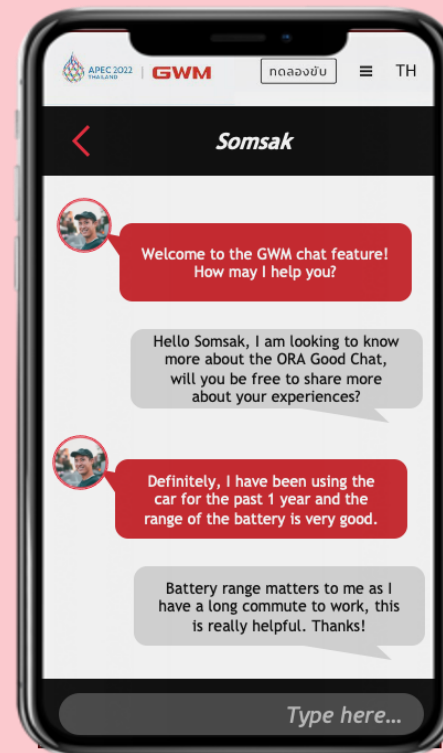 APEC 2022
THAILAND
GWM
ทดลองขับ
TH
Somsak
Welcome to the GWM chat feature!
How may I help you?
Hello Somsak, I am looking to know
more about the ORA Good Chat,
will you be free to share more
about your experiences?
Definitely, I have been using the
car for the past 1 year and the
range of the battery is very good.
Battery range matters to me as I
have a long commute to work, this
is really helpful. Thanks!
Type here...